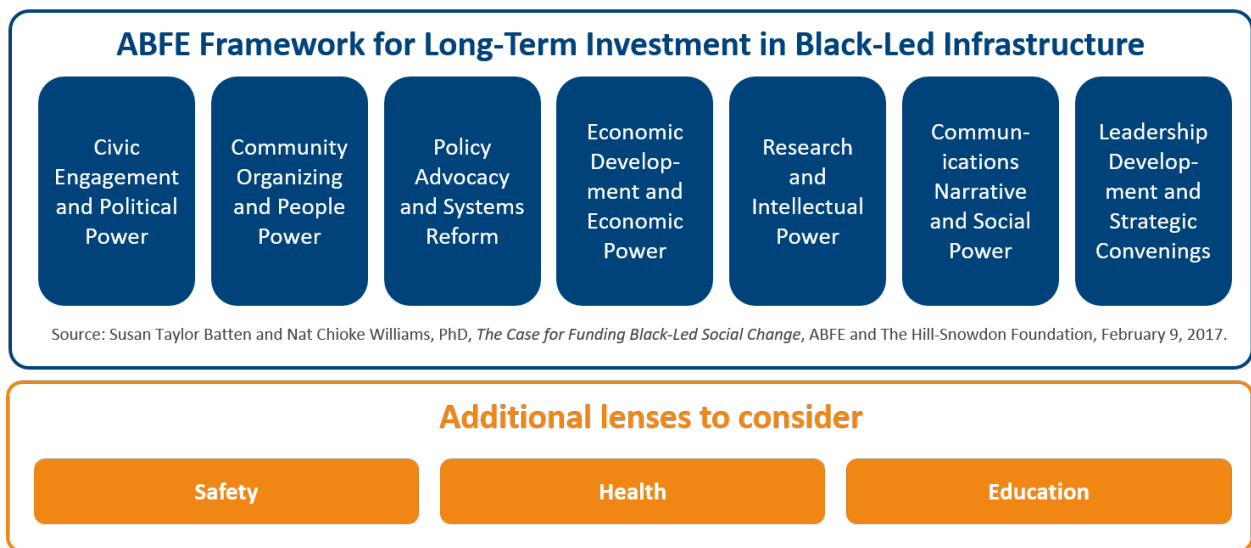 ABFE Framework for Long-Term Investment in Black-Led Infrastructure
Civic
Engagement
and Political
Power
Community
Organizing
and People
Power
Policy
Advocacy
and Systems
Reform
Economic
Develop-
ment and
Economic
Power
Research
and
Intellectual
Power
Commun-
ications
Narrative
and Social
Power
Leadership
Develop-
ment and
Strategic
Convenings
Source: Susan Taylor Batten and Nat Chioke Williams, PhD, The Case for Funding Black-Led Social Change, ABFE and The Hill-Snowdon Foundation, February 9, 2017.
Additional lenses to consider
Safety
Health
Education